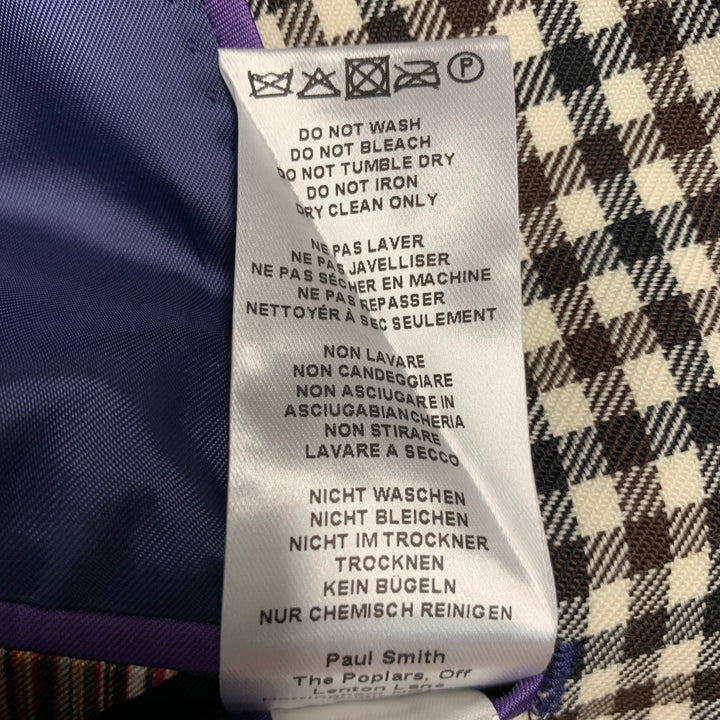 P
DO NOT WASH
DO NOT BLEACH
DO NOT TUMBLE DRY
DO NOT IRON
DRY CLEAN ONLY
NE PAS LAVER
NE PAS JAVELLISER
NE PAS SÉCHER EN MACHINE
NE PAS REPASSER
NETTOYÉR À SEC SEULEMENT
NON LAVARE
NON CANDEGGIARE
NON ASCIUGARE IN
ASCIUGABIANCHERIA
NON STIRARE
LAVARE A SECCO
NICHT WASCHEN
NICHT BLEICHEN
NICHT IM TROCKNER
TROCKNEN
KEIN BÜGELN
NUR CHEMISCH REINIGEN
Paul Smith
The Poplars, Off
Lenton Lane